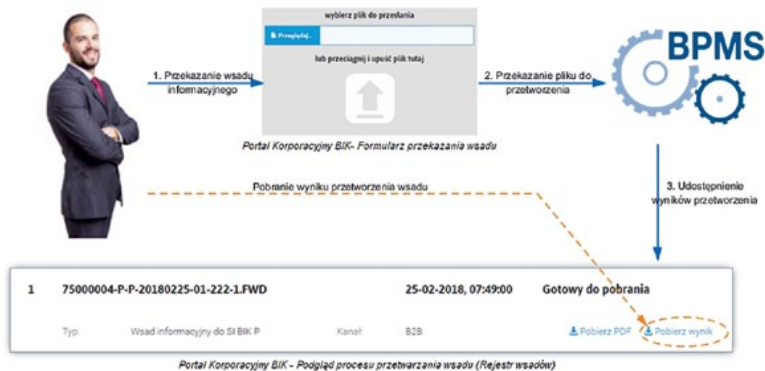 wybierz plik do przesłania
Przeglądaj..
lub przeciągnij i upuść plik tutaj
1. Przekazanie wsadu
informacyjnego
2. Przekazanie pliku do
przetworzenia
BPMS
Portal Korporacyjny BIK– Formularz przekazania wsadu
Pobranie wyniku przetworzenia wsadu
3. Udostępnienie
wyników przetworzenia
1 75000004-P-P-20180225-01-222-1.FWD 25-02-2018, 07:49:00 Gotowy do pobrania
Typ: Wsad informacyjny do SI BIK P Kanał: B2B Pobierz PDF Pobierz wynik
Portal Korporacyjny BIK – Podgląd procesu przetwarzania wsadu (Rejestr wsadów)